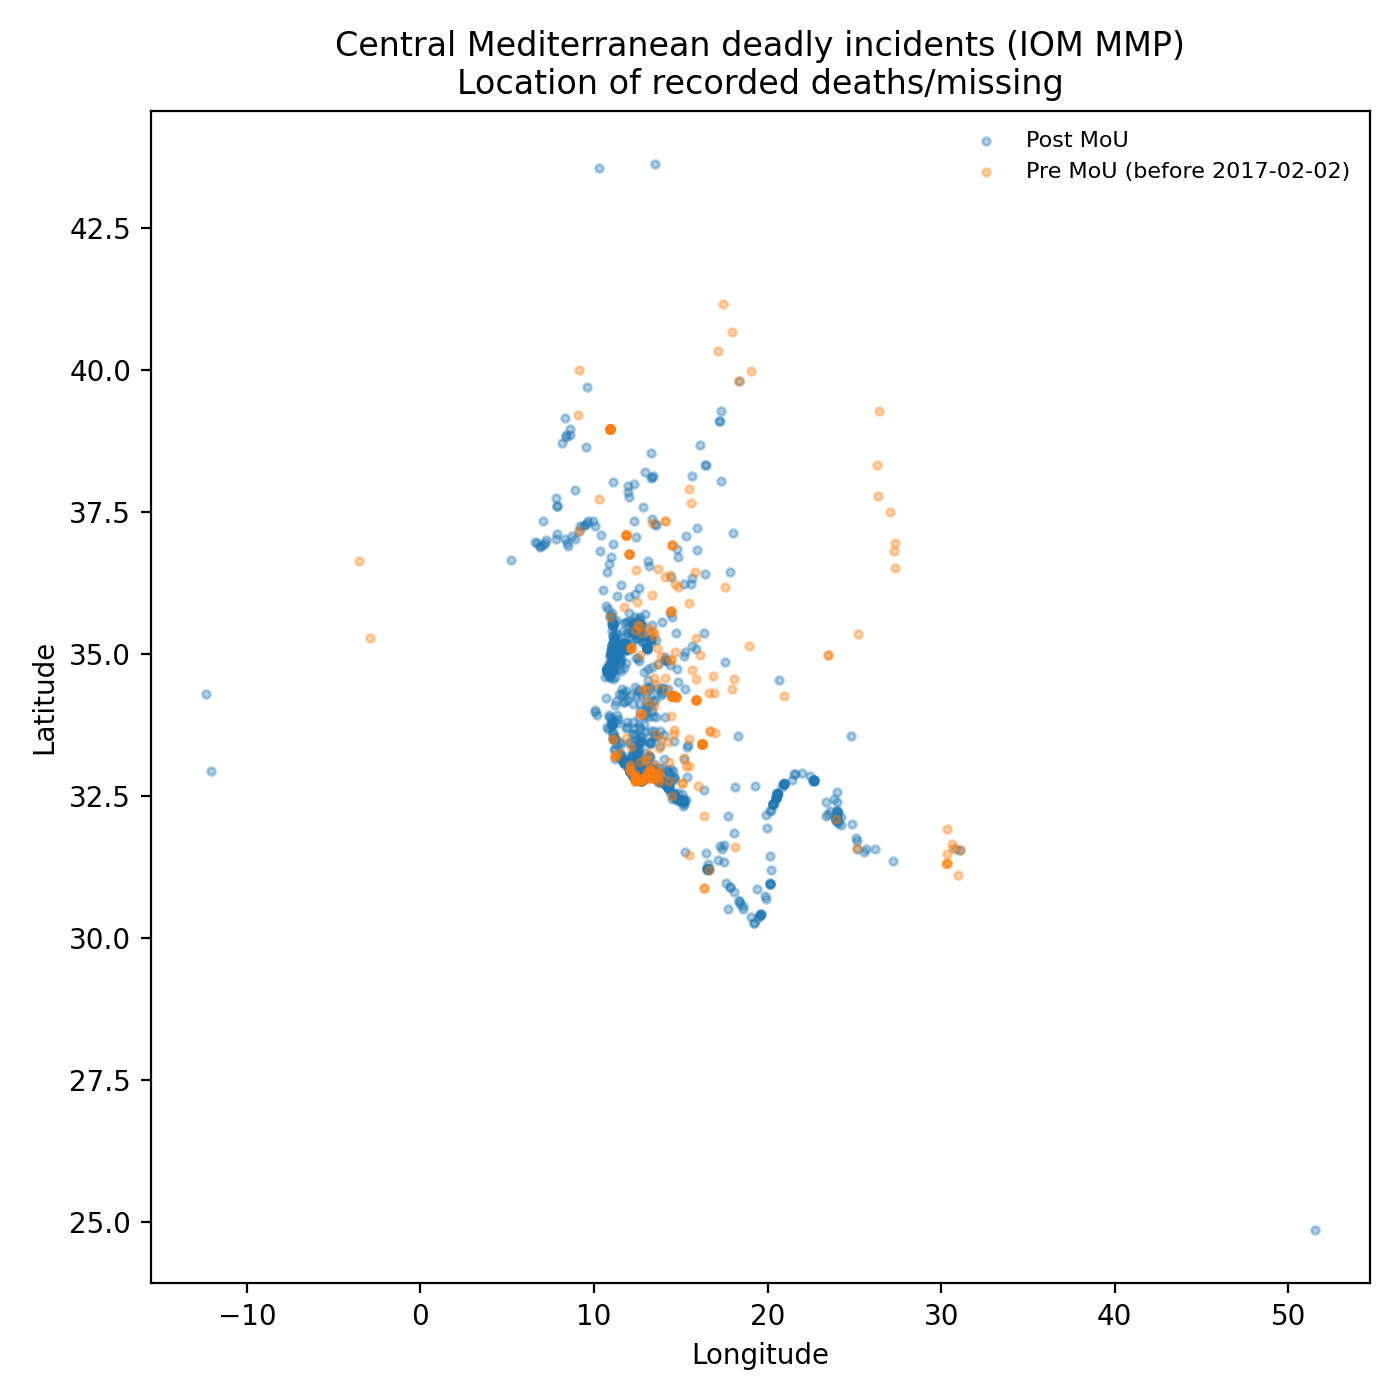 Central Mediterranean deadly incidents (IOM MMP)
Location of recorded deaths/missing
Post MoU
Pre MoU (before 2017-02-02)
42.5
40.0
37.5
35.0
32.5
30.0
27.5
25.0
Latitude
−10
0
10
20
30
40
50
Longitude